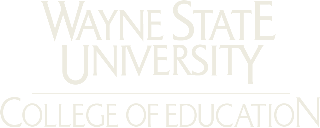 WAYNE STATE
UNIVERSITY
COLLEGE OF EDUCATION